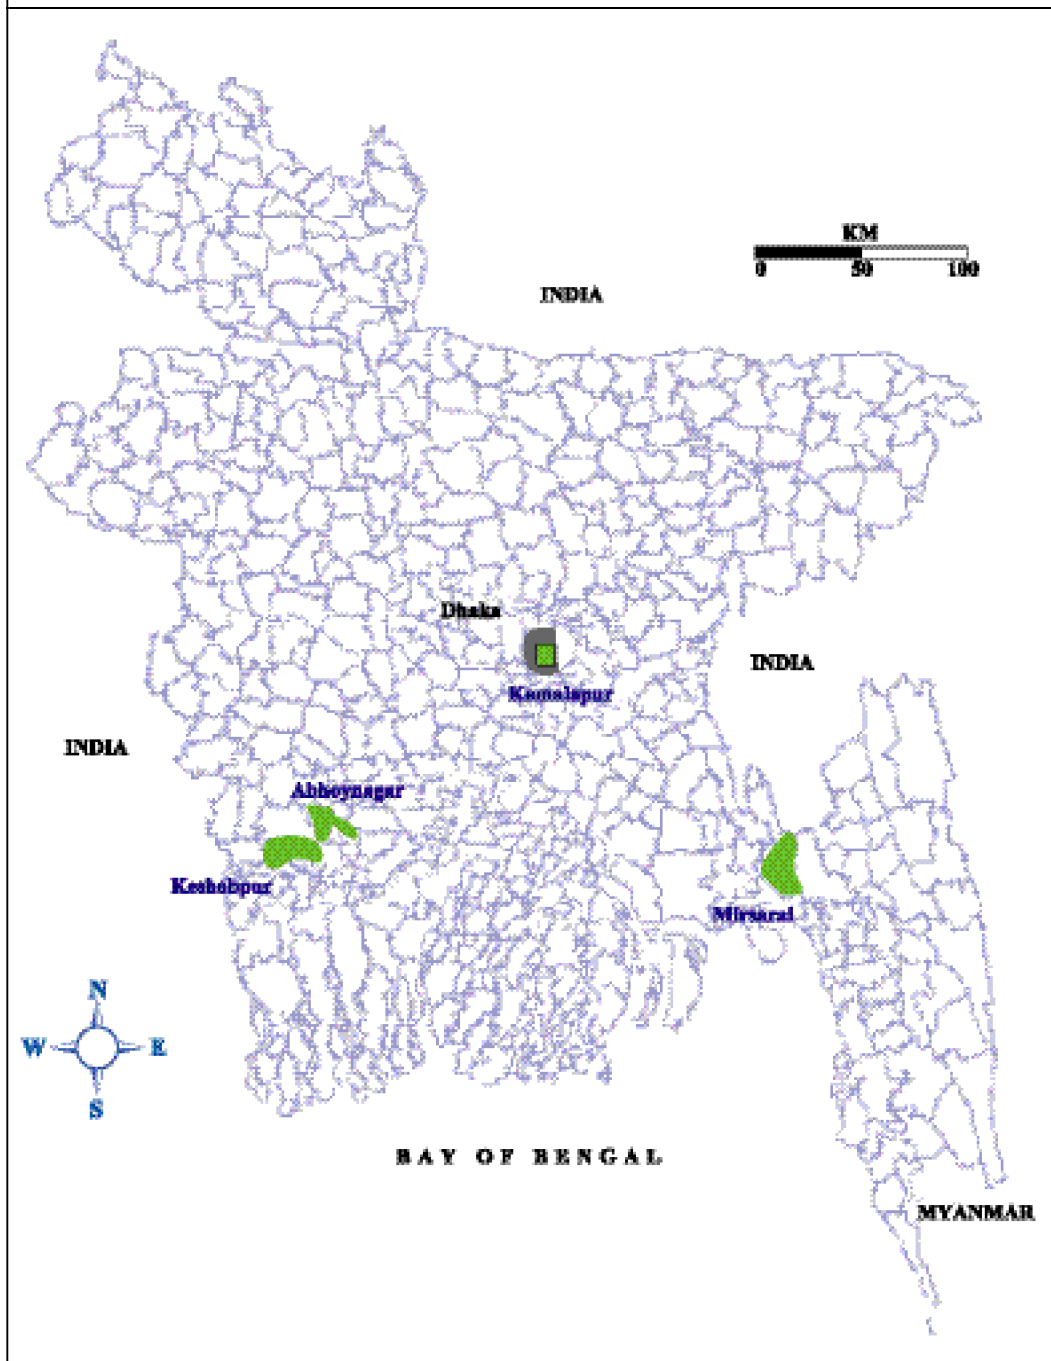 KM
0 50 100
INDIA
Dhaka
INDIA
Kamalapur
INDIA
Abhoynagar
Keshobpur
Mirsarai
N
W E
S
BAY OF BENGAL
MYANMAR